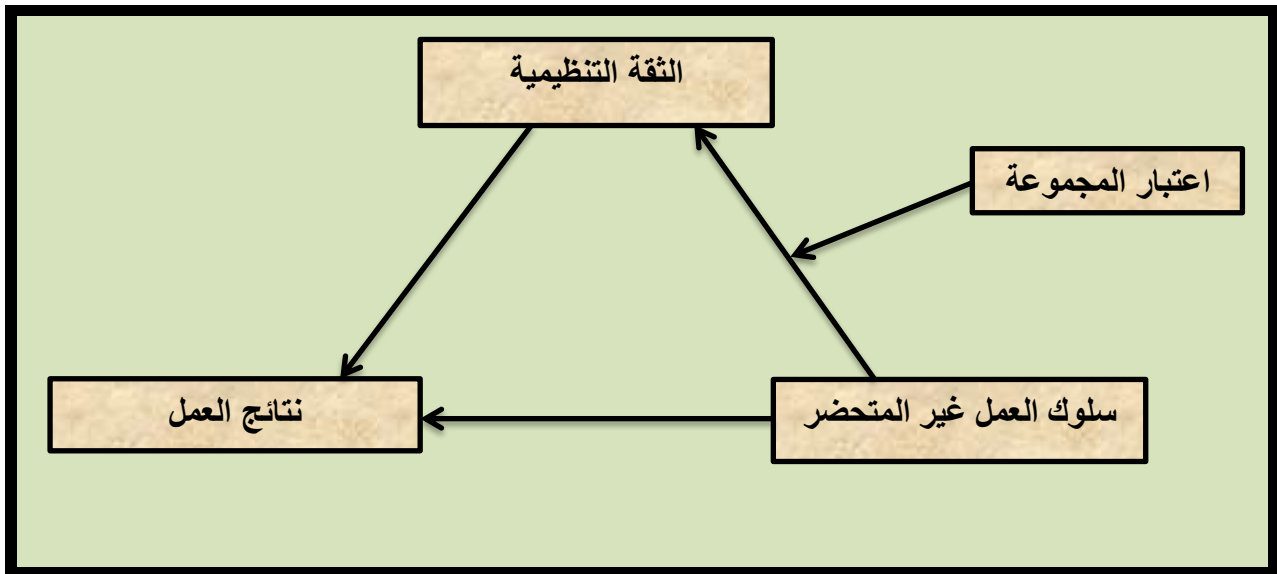 الثقة التنظيمية
اعتبار المجموعة
سلوك العمل غير المتحضر
نتائج العمل